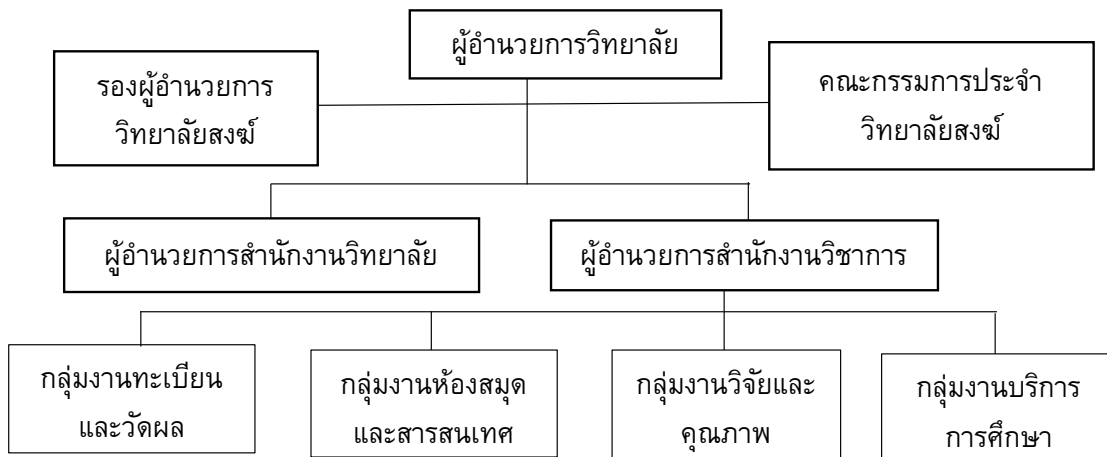 ผู้อำนวยการวิทยาลัย
รองผู้อำนวยการ
วิทยาลัยสงฆ์
คณะกรรมการประจำ
วิทยาลัยสงฆ์
ผู้อำนวยการสำนักงานวิทยาลัย
ผู้อำนวยการสำนักงานวิชาการ
กลุ่มงานทะเบียน
และวัดผล
กลุ่มงานห้องสมุด
และสารสนเทศ
กลุ่มงานวิจัยและ
คุณภาพ
กลุ่มงานบริการ
การศึกษา